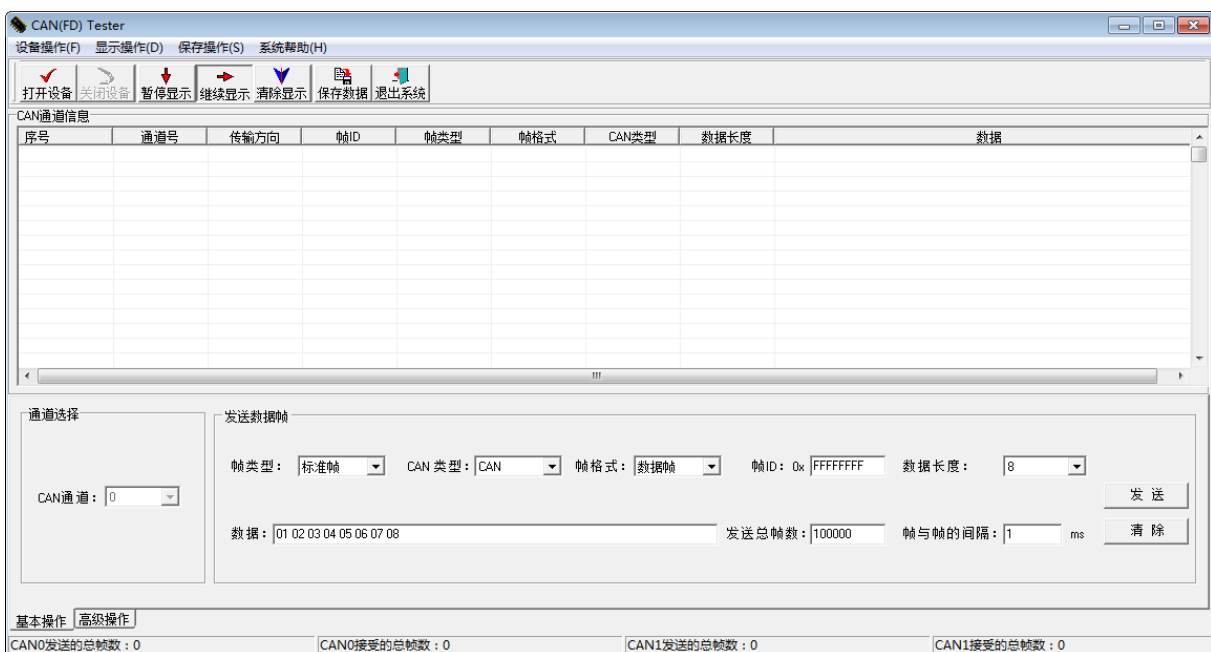 CAN(FD) Tester
设备操作(F) 显示操作(D) 保存操作(S) 系统帮助(H)
打开设备 关闭设备 暂停显示 继续显示 清除显示 保存数据 退出系统
CAN通道信息
序号 通道号 传输方向 帧ID 帧类型 帧格式 CAN类型 数据长度 数据
通道选择 发送数据帧
帧类型： 标准帧 CAN 类型：CAN 帧格式：数据帧 帧ID：0x FFFFFFFF 数据长度： 8
CAN通道：0 发 送
数据：01 02 03 04 05 06 07 08 发送总帧数：100000 帧与帧的间隔：1 ms 清 除
基本操作 高级操作
CAN0发送的总帧数：0 CAN0接受的总帧数：0 CAN1发送的总帧数：0 CAN1接受的总帧数：0